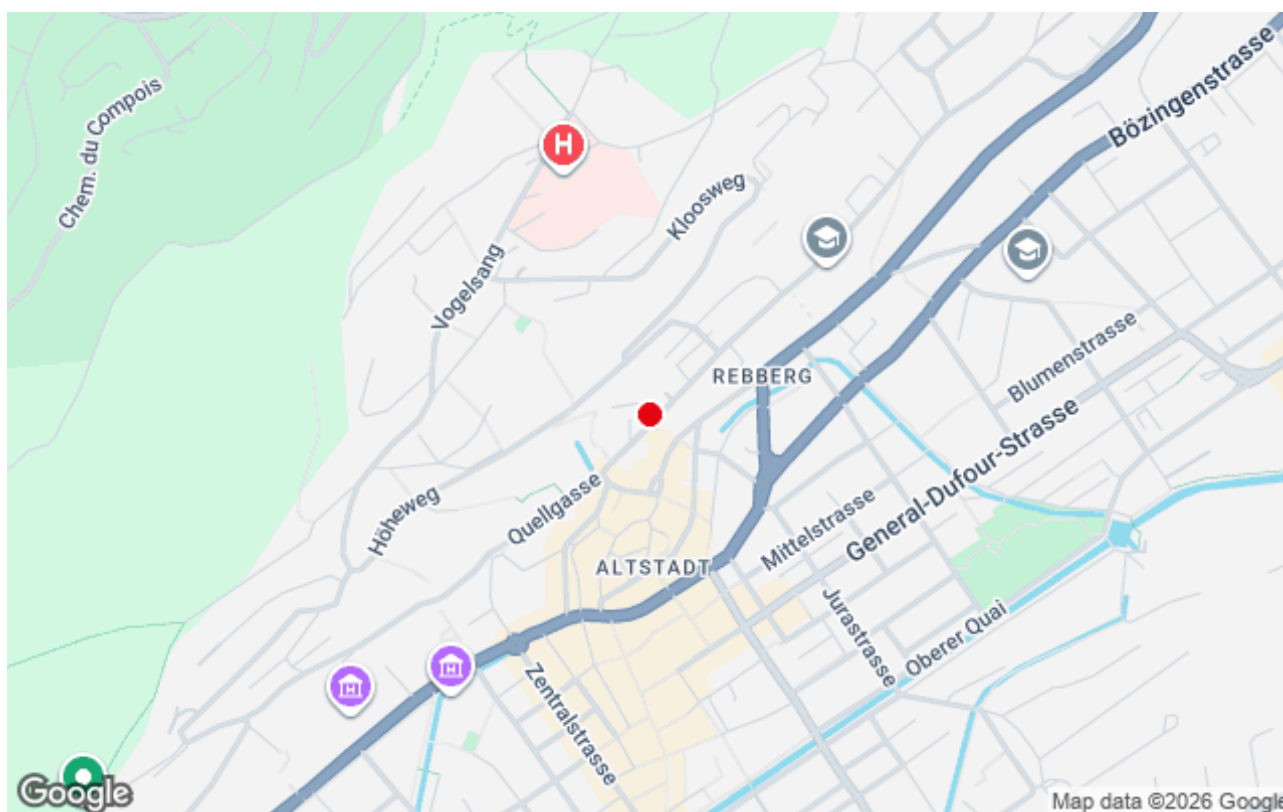 Chem. du Compois
Bözingenstrasse
H
Kloosweg
Vogelsang
Blumenstrasse
REBBERG
General-Dufour-Strasse
Höheweg
Quellgasse
Mittelstrasse
ALTSTADT
Jurastrasse
Oberer Quai
Zentralstrasse
Google
Map data ©2026 Google